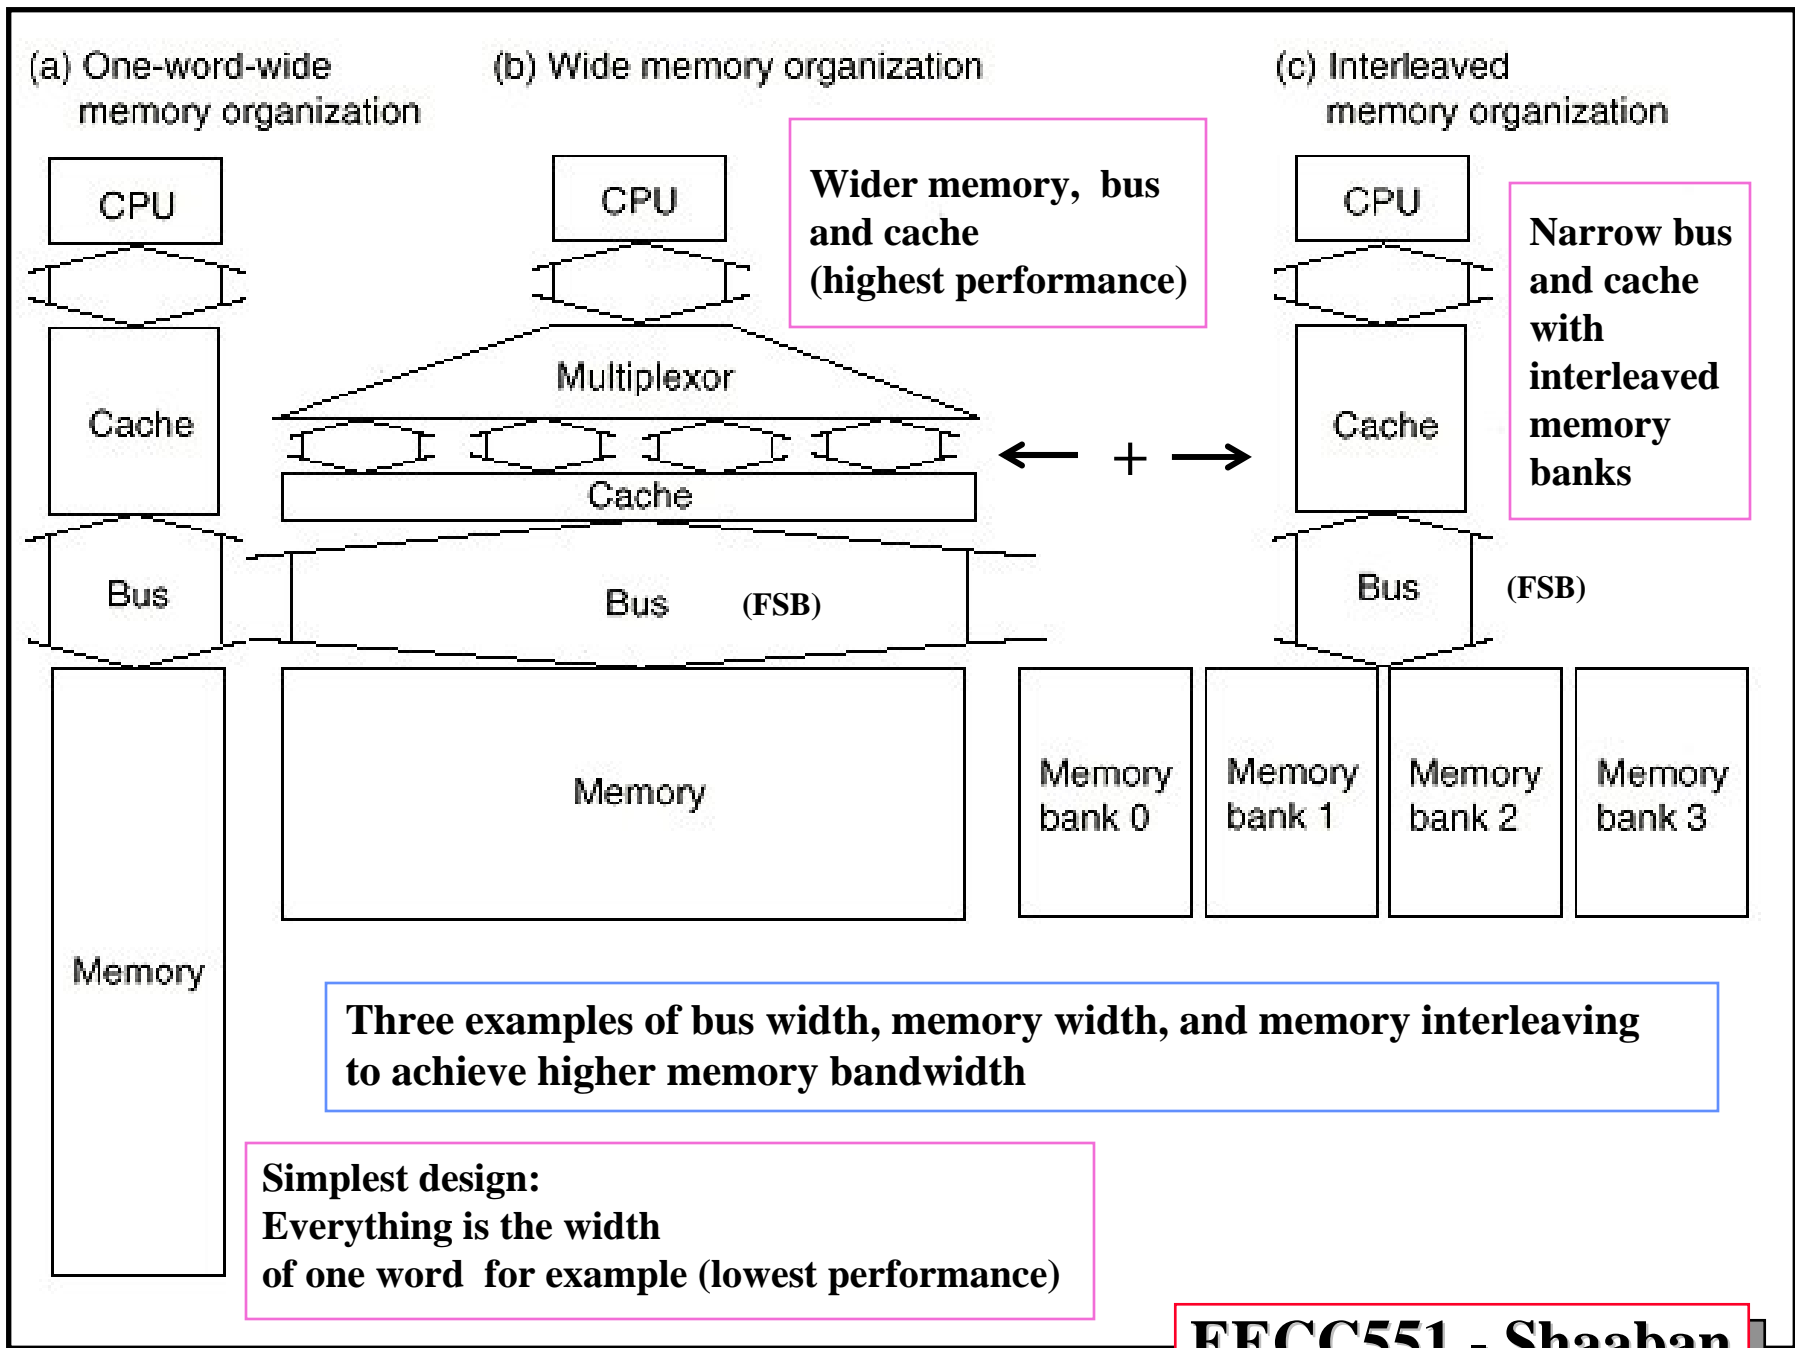 (a) One-word-wide
memory organization
(b) Wide memory organization
(c) Interleaved
memory organization
CPU
Cache
Bus
Memory
CPU
Wider memory, bus
and cache
(highest performance)
Multiplexor
Cache
Bus (FSB)
Memory
← + →
CPU
Narrow bus
and cache
with
interleaved
memory
banks
Cache
Bus (FSB)
Memory
bank 0
Memory
bank 1
Memory
bank 2
Memory
bank 3
Three examples of bus width, memory width, and memory interleaving
to achieve higher memory bandwidth
Simplest design:
Everything is the width
of one word for example (lowest performance)
EECC551 - Shaaban